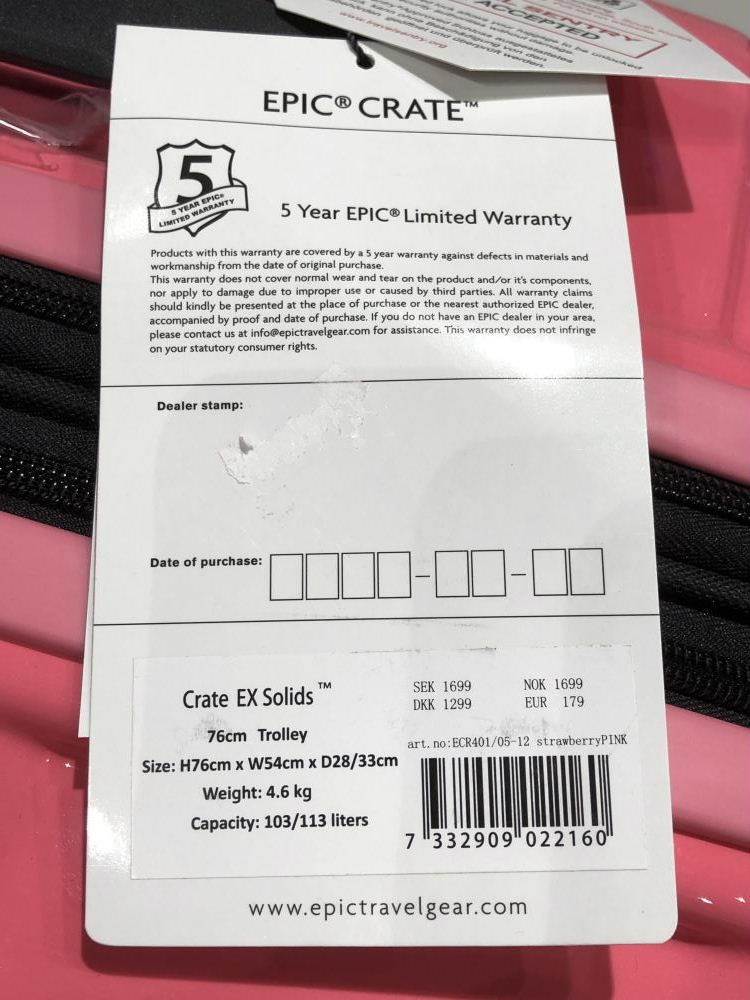 SENTRY
ACCEPTED
www.travelsentry.org
EPIC® CRATE™
5
5 YEAR EPIC®
LIMITED WARRANTY
5 Year EPIC® Limited Warranty
Products with this warranty are covered by a 5 year warranty against defects in materials and
workmanship from the date of original purchase.
This warranty does not cover normal wear and tear on the product and/or it's components,
nor apply to damage due to improper use or caused by third parties. All warranty claims
should kindly be presented at the place of purchase or the nearest authorized EPIC dealer,
accompanied by proof and date of purchase. If you do not have an EPIC dealer in your area,
please contact us at info@epictravelgear.com for assistance. This warranty does not infringe
on your statutory consumer rights.
Dealer stamp:
Date of purchase:
Crate EX Solids™
76cm Trolley
Size: H76cm x W54cm x D28/33cm
Weight: 4.6 kg
Capacity: 103/113 liters
SEK 1699 NOK 1699
DKK 1299 EUR 179
art.no:ECR401/05-12 strawberryPINK
7 332909 022160
www.epictravelgear.com